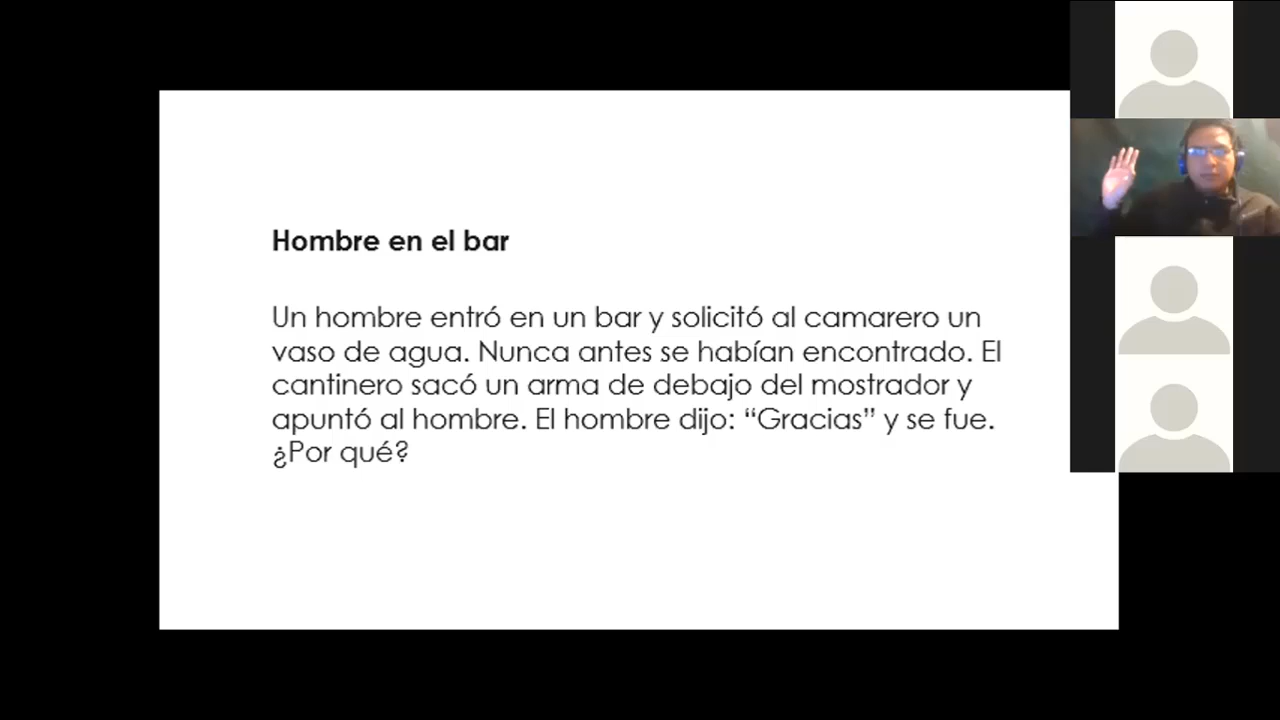 Hombre en el bar
Un hombre entró en un bar y solicitó al camarero un
vaso de agua. Nunca antes se habían encontrado. El
cantinero sacó un arma de debajo del mostrador y
apuntó al hombre. El hombre dijo: “Gracias” y se fue.
¿Por qué?